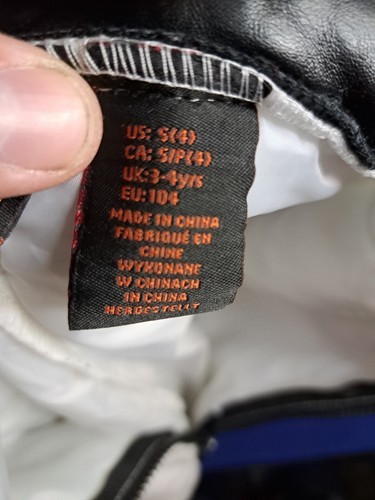 US: S(4)
CA: S/P(4)
UK: 3-4yrs
EU: 104
MADE IN CHINA
FABRIQUÉ EN
CHINE
WYKONANE
W CHINACH
IN CHINA
HERGESTELLT